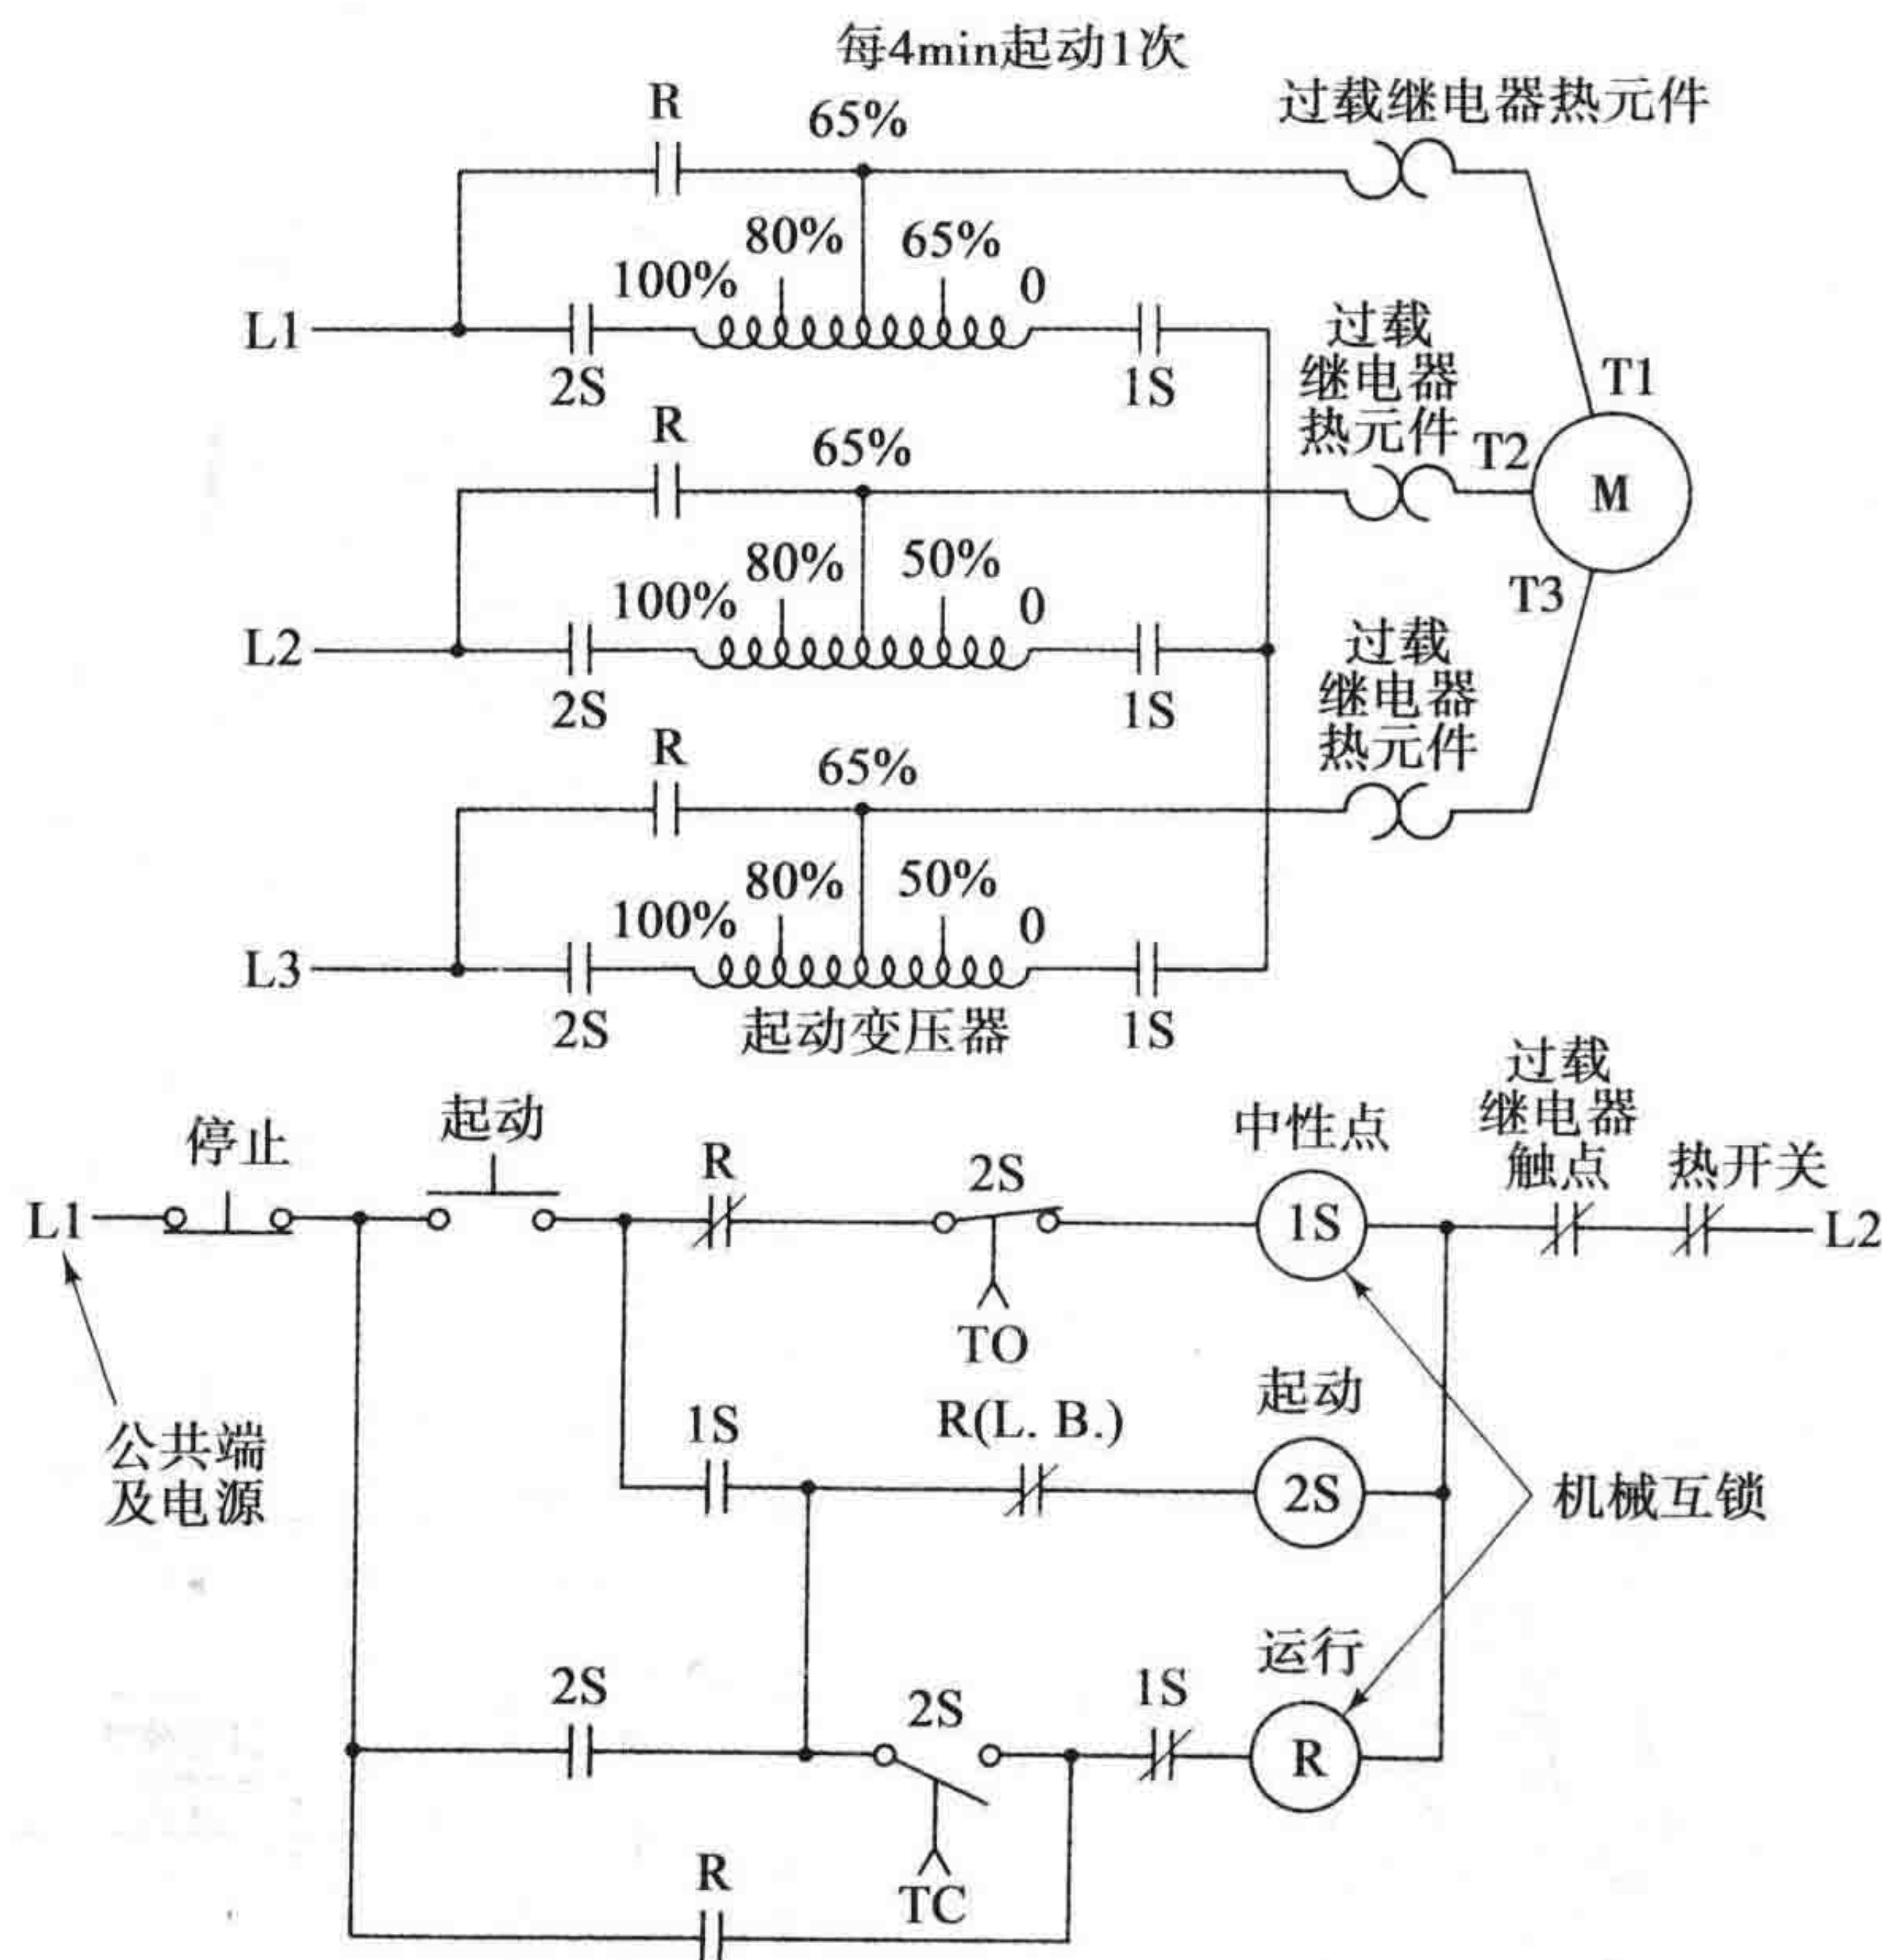 每4min起动1次
R
65%
过载继电器热元件
80%
65%
100%
0
L1
2S
1S
过载
继电器
热元件
T1
R
65%
T2
M
80%
50%
100%
0
T3
L2
2S
1S
过载
继电器
热元件
R
65%
80%
50%
100%
0
L3
2S
起动变压器
1S
停止
起动
R
2S
中性点
过载
继电器
触点
热开关
L1
1S
L2
TO
公共端
及电源
1S
R(L. B.)
起动
2S
机械互锁
2S
2S
1S
运行
R
TC
R